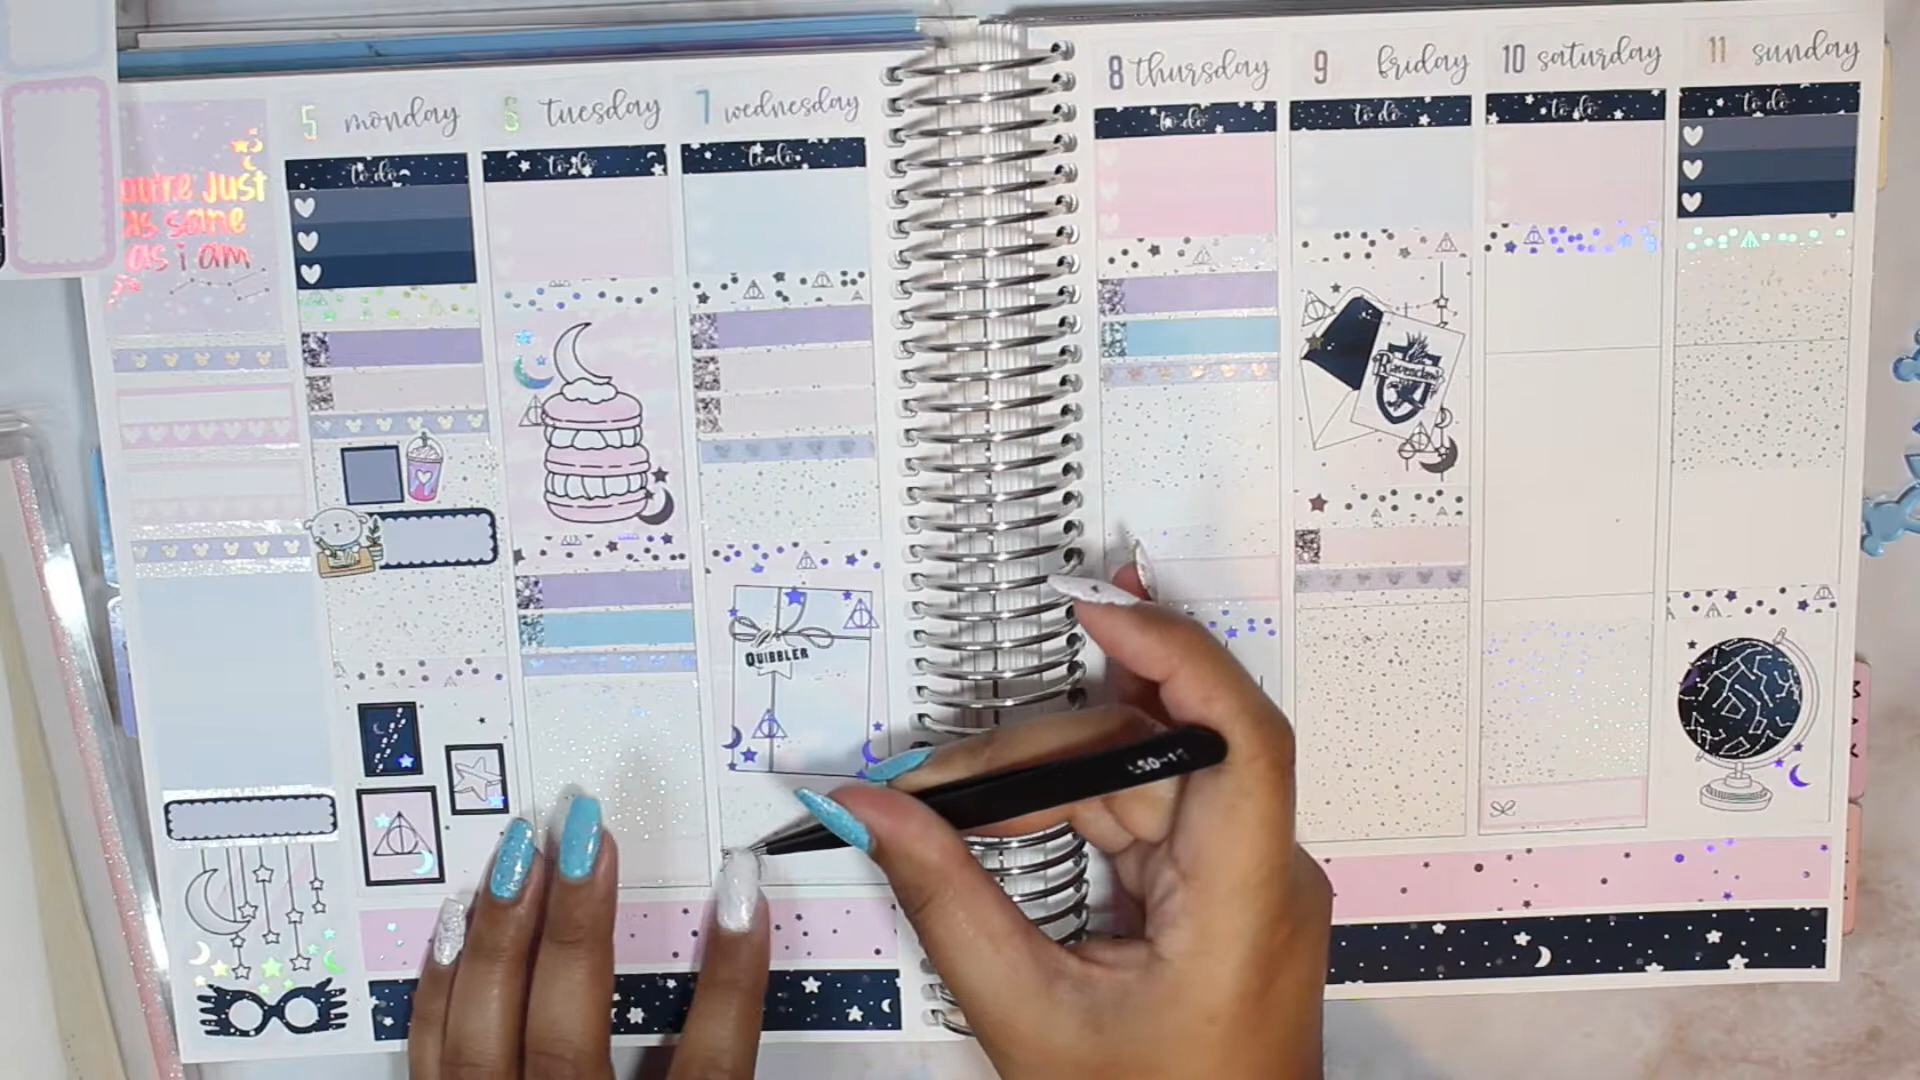 5 monday
6 tuesday
7 wednesday
8 thursday
9 friday
10 saturday
11 sunday
to do
to do
to do
to do
to do
to do
to do
you're just
as sane
as i am
Ravenclaw
QUIBBLER
MAY